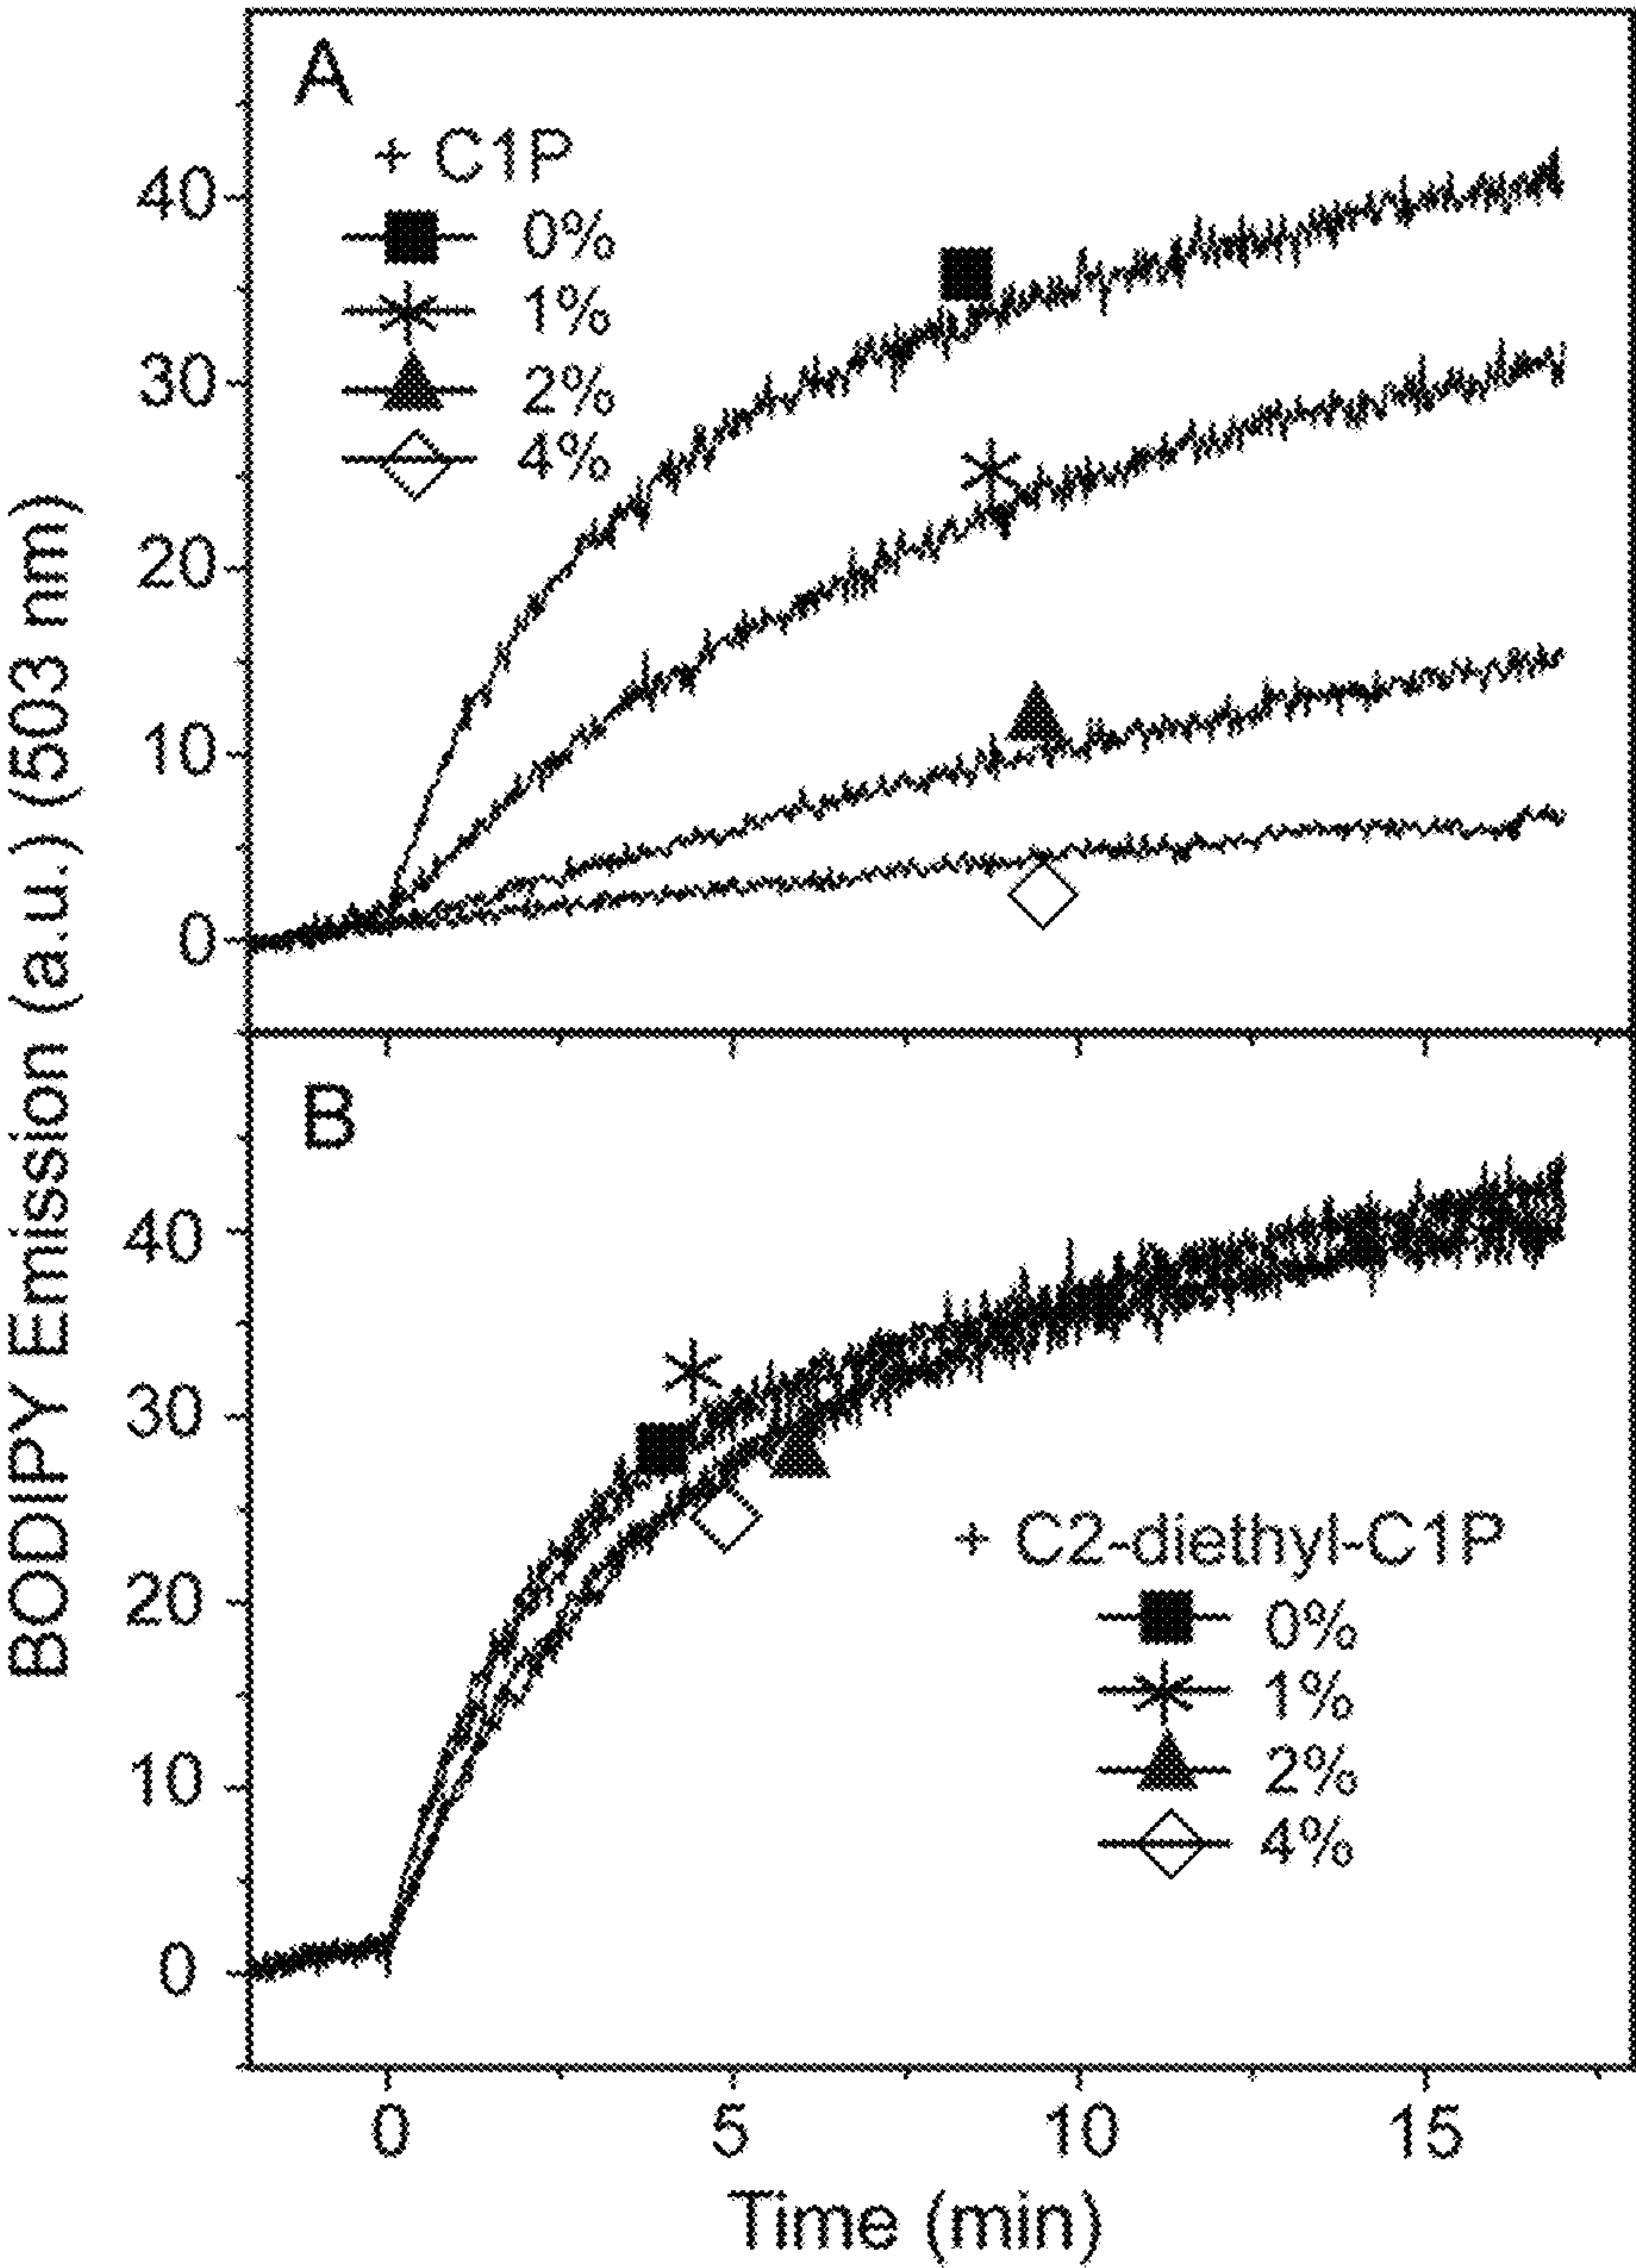 A
+ C1P
0%
1%
2%
4%
40
30
20
10
0
BODIPY Emission (a.u.) (503 nm)
B
40
30
20
10
0
+ C2-diethyl-C1P
0%
1%
2%
4%
0 5 10 15
Time (min)